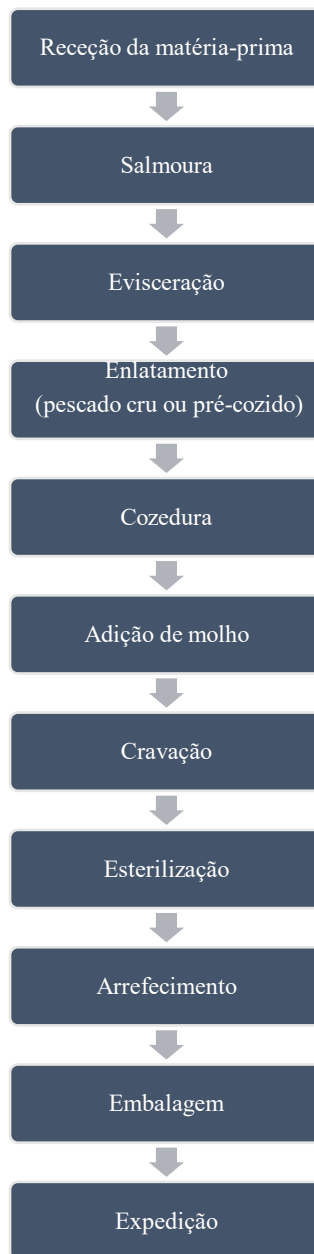 Receção da matéria-prima
Salmoura
Evisceração
Enlatamento
(pescado cru ou pré-cozido)
Cozedura
Adição de molho
Cravação
Esterilização
Arrefecimento
Embalagem
Expedição